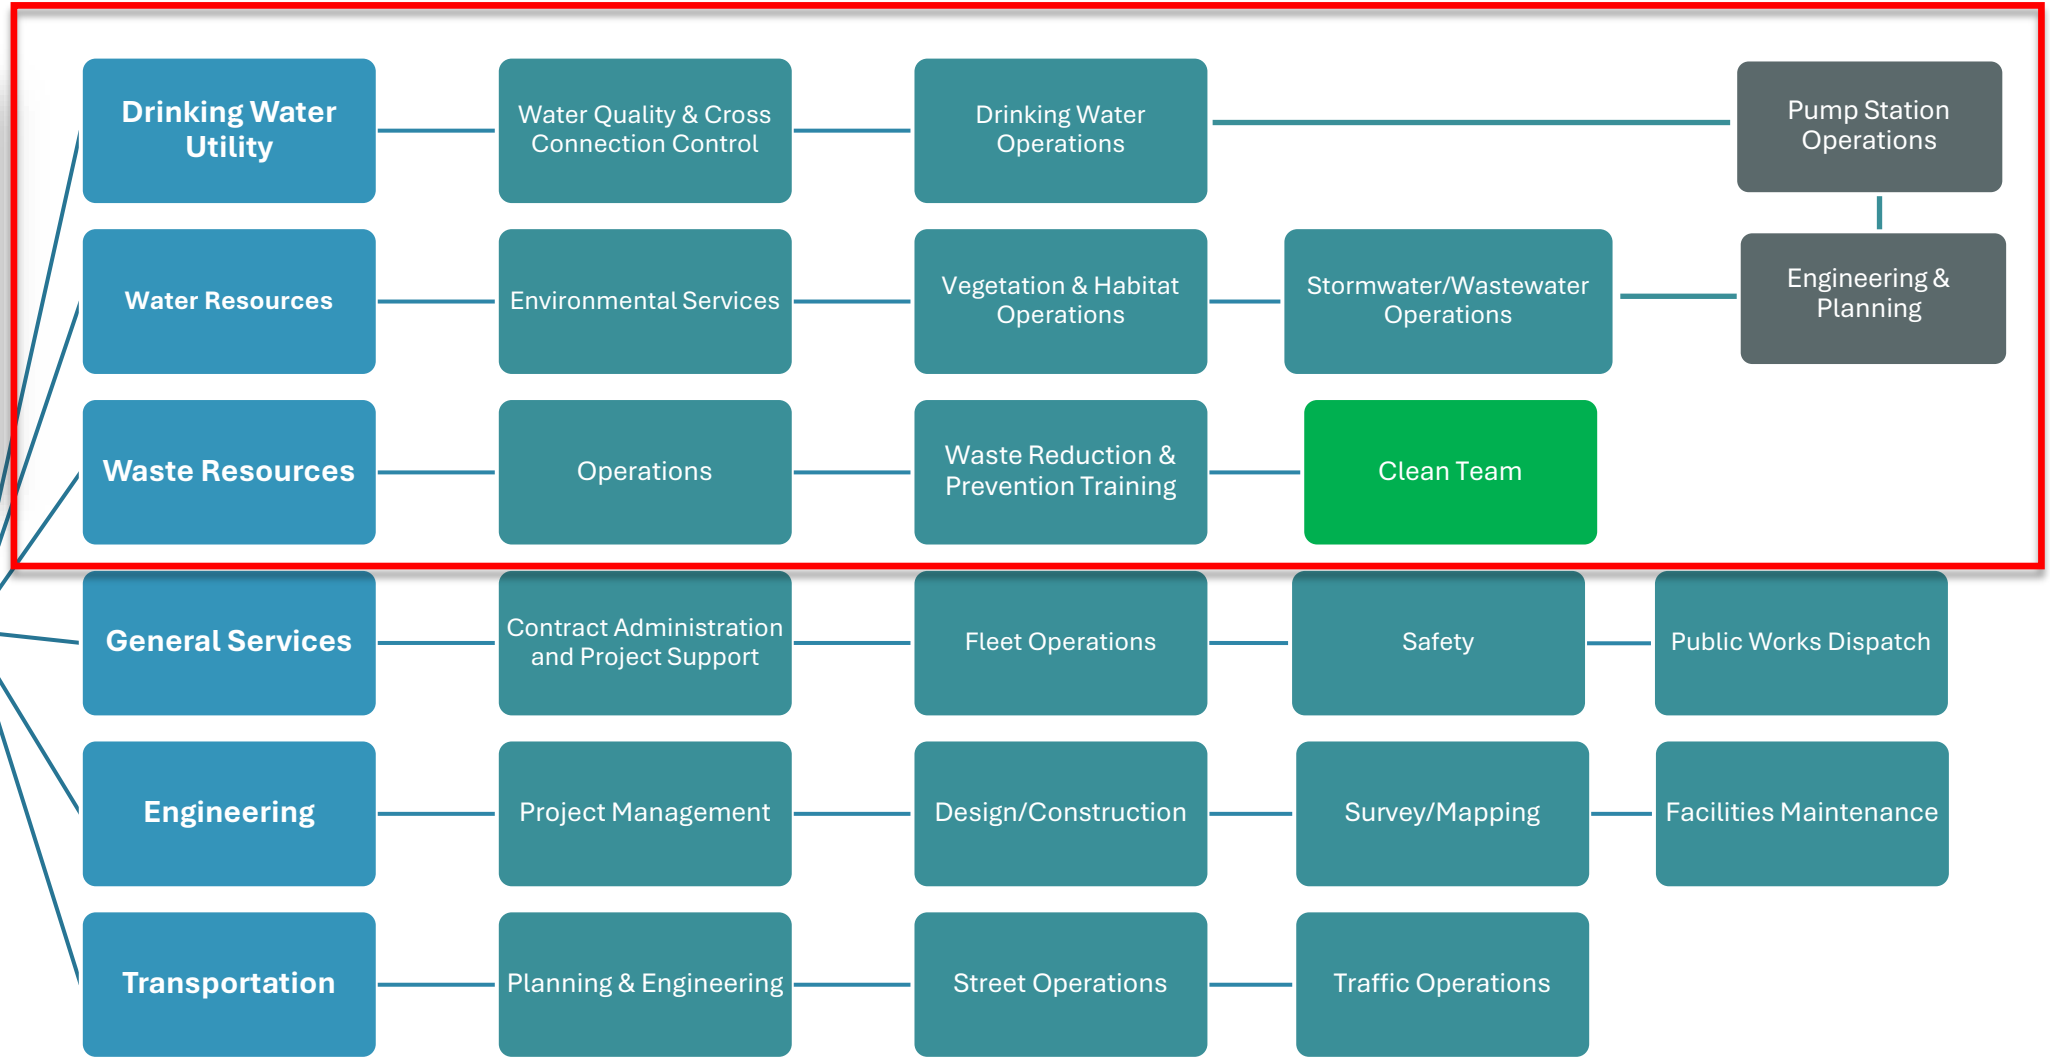 Drinking Water
Utility
Water Quality & Cross
Connection Control
Drinking Water
Operations
Pump Station
Operations
Water Resources
Environmental Services
Vegetation & Habitat
Operations
Stormwater/Wastewater
Operations
Engineering &
Planning
Waste Resources
Operations
Waste Reduction &
Prevention Training
Clean Team
General Services
Contract Administration
and Project Support
Fleet Operations
Safety
Public Works Dispatch
Engineering
Project Management
Design/Construction
Survey/Mapping
Facilities Maintenance
Transportation
Planning & Engineering
Street Operations
Traffic Operations